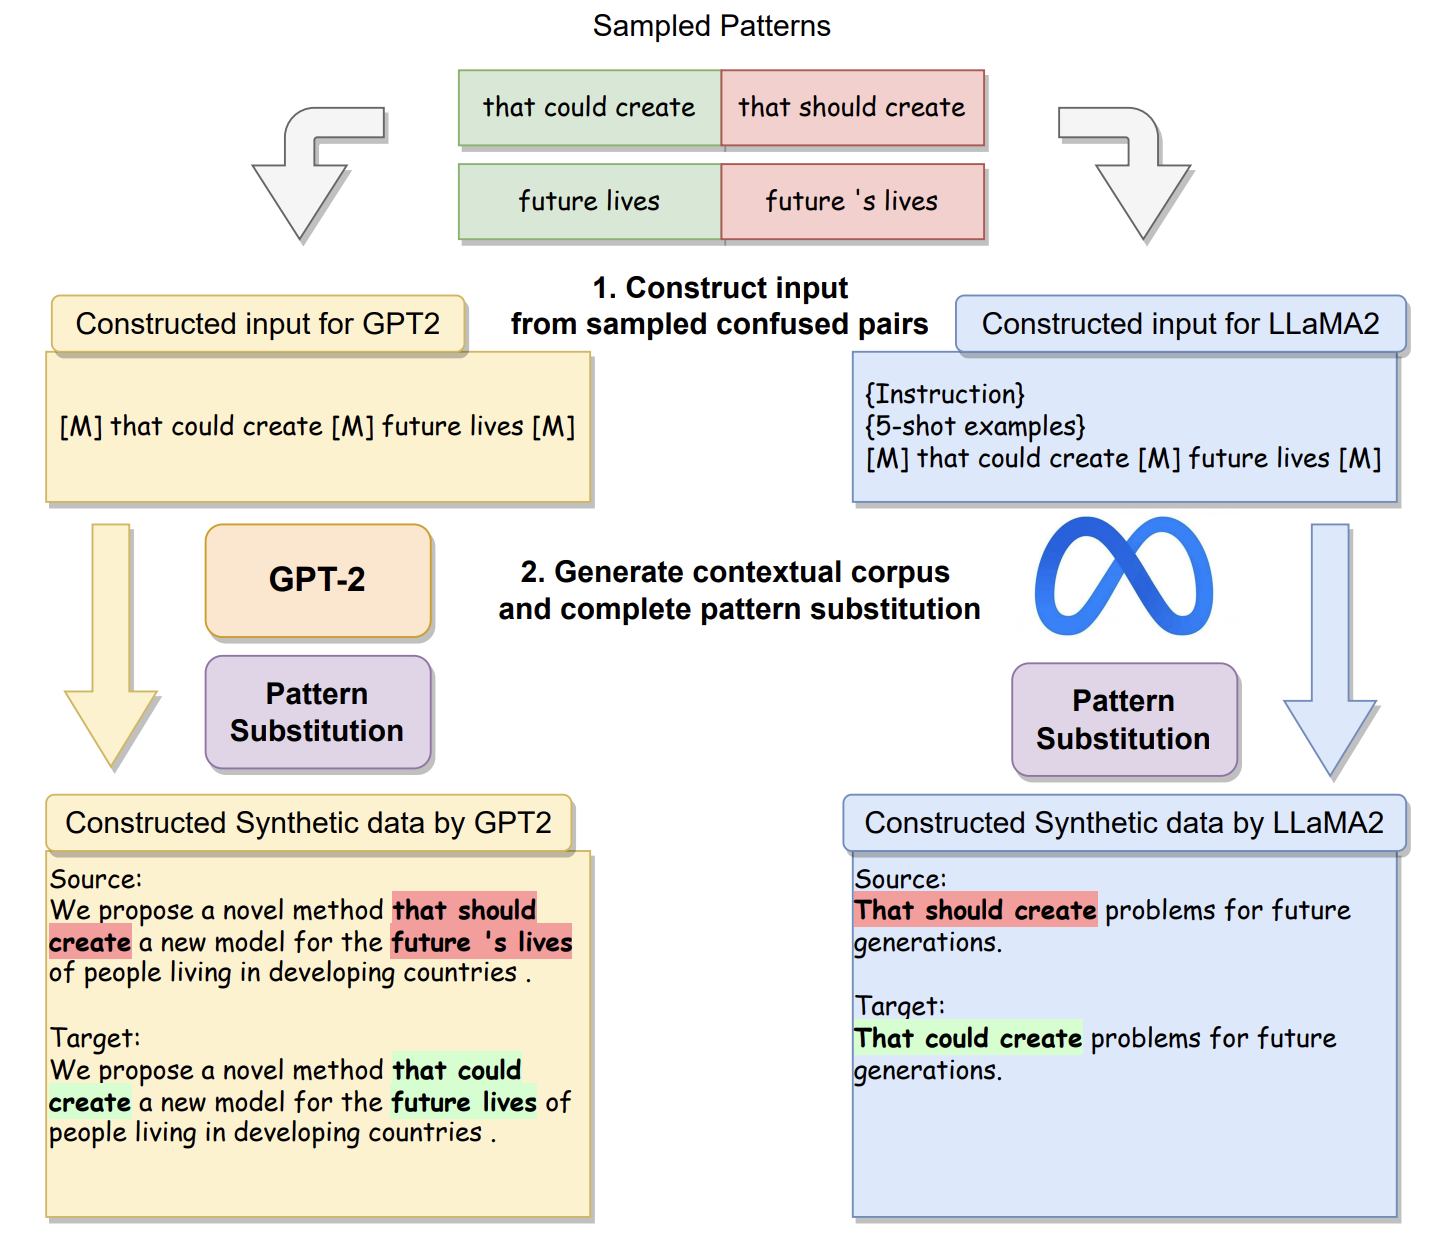 Sampled Patterns
that could create
that should create
future lives
future 's lives
1. Construct input
from sampled confused pairs
Constructed input for GPT2
[M] that could create [M] future lives [M]
Constructed input for LLaMA2
{Instruction}
{5-shot examples}
[M] that could create [M] future lives [M]
2. Generate contextual corpus
and complete pattern substitution
GPT-2
Pattern
Substitution
Pattern
Substitution
Constructed Synthetic data by GPT2
Source:
We propose a novel method that should
create a new model for the future 's lives
of people living in developing countries .
Target:
We propose a novel method that could
create a new model for the future lives of
people living in developing countries .
Constructed Synthetic data by LLaMA2
Source:
That should create problems for future
generations.
Target:
That could create problems for future
generations.